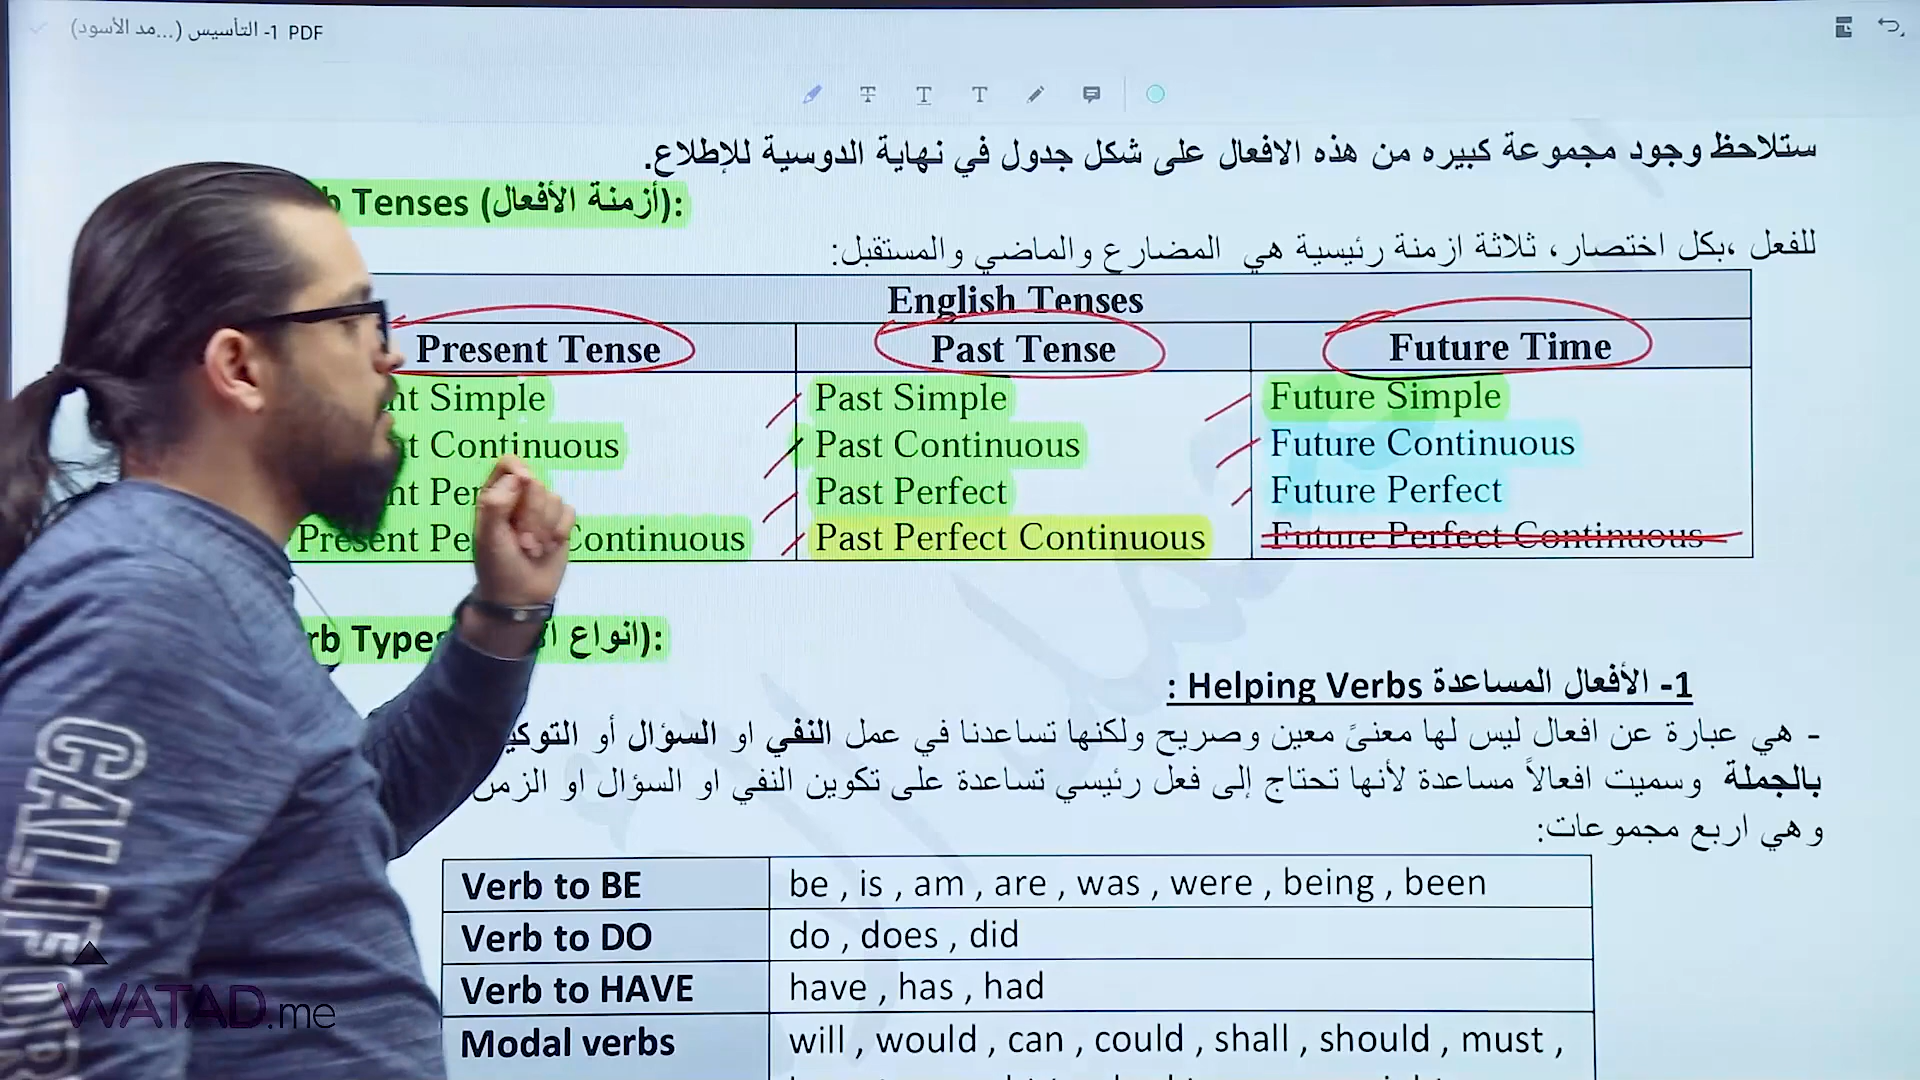 1- التأسيس (...مد الأسود) PDF
ستلاحظ وجود مجموعة كبيره من هذه الافعال على شكل جدول في نهاية الدوسية للإطلاع.
Tenses (أزمنة الأفعال):
للفعل ،بكل اختصار، ثلاثة ازمنة رئيسية هي المضارع والماضي والمستقبل:
English Tenses
Present Tense Past Tense Future Time
Simple Past Simple Future Simple
Continuous Past Continuous Future Continuous
Past Perfect Future Perfect
Present Continuous Past Perfect Continuous Future Perfect Continuous
انواع):
1- الأفعال المساعدة Helping Verbs :
- هي عبارة عن افعال ليس لها معنىً معين وصريح ولكنها تساعدنا في عمل النفي او السؤال أو
بالجملة وسميت افعالاً مساعدة لأنها تحتاج إلى فعل رئيسي تساعدة على تكوين النفي او السؤال او الزمن
وهي اربع مجموعات:
Verb to BE be , is , am , are , was , were , being , been
Verb to DO do , does , did
Verb to HAVE have , has , had
Modal verbs will , would , can , could , shall , should , must ,
WATAD.me